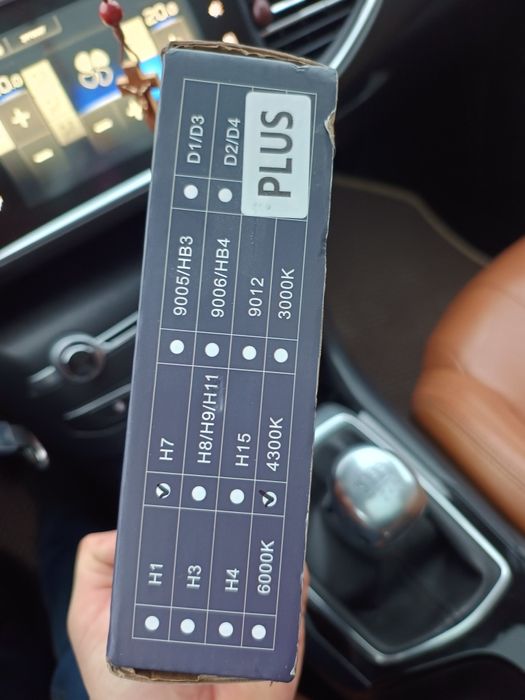 H1 H7 9005/HB3 D1/D3
H3 H8/H9/H11 9006/HB4 D2/D4
H4 H15 9012
6000K 4300K 3000K
PLUS